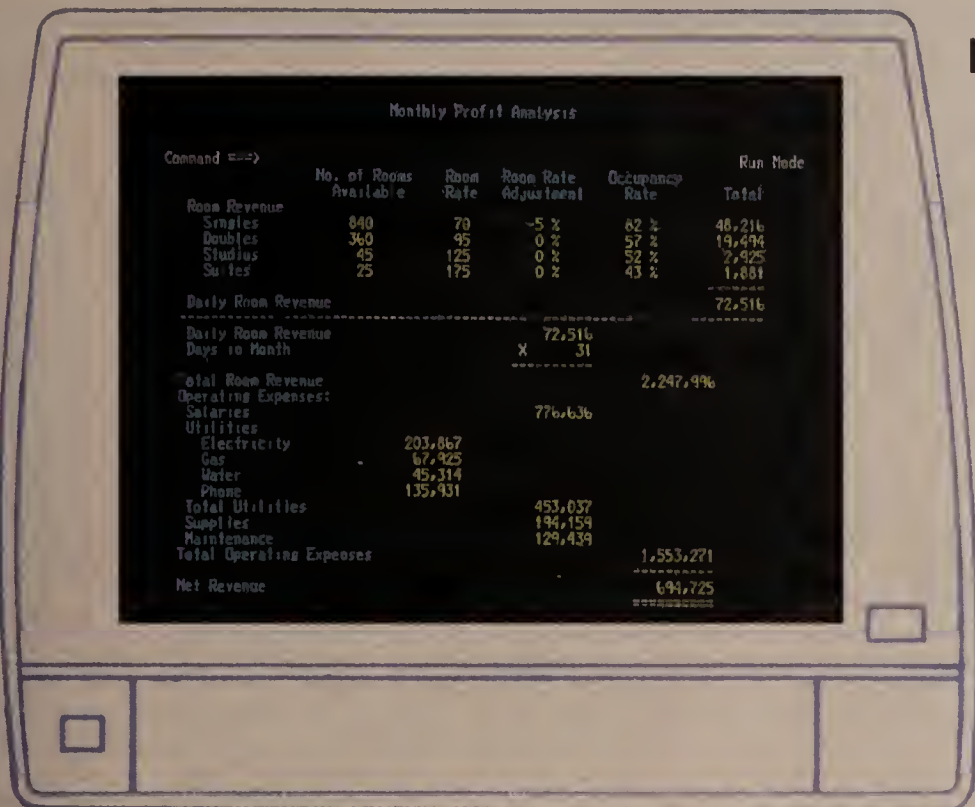 Monthly Profit Analysis
Command ===> Run Mode
No. of Rooms Room Room Rate Occupancy
Available Rate Adjustment Rate Total
Room Revenue
Singles 840 70 -5 % 82 % 48,216
Doubles 360 95 0 % 57 % 19,494
Studios 45 125 0 % 52 % 2,925
Suites 25 175 0 % 43 % 1,881
Daily Room Revenue 72,516
Daily Room Revenue 72,516
Days in Month X 31
Total Room Revenue 2,247,996
Operating Expenses:
Salaries 776,636
Utilities
Electricity 203,867
Gas 67,925
Water 45,314
Phone 135,931
Total Utilities 453,037
Supplies 194,159
Maintenance 129,439
Total Operating Expenses 1,553,271
Net Revenue 694,725